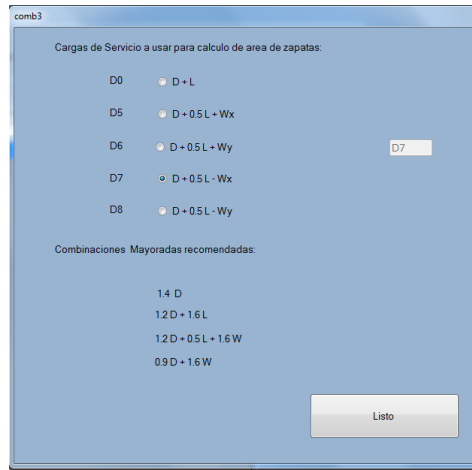 comb3
Cargas de Servicio a usar para calculo de area de zapatas:
D0 D + L
D5 D + 0.5 L + Wx
D6 D + 0.5 L + Wy D7
D7 D + 0.5 L - Wx
D8 D + 0.5 L - Wy
Combinaciones Mayoradas recomendadas:
1.4 D
1.2 D + 1.6 L
1.2 D + 0.5 L + 1.6 W
0.9 D + 1.6 W
Listo